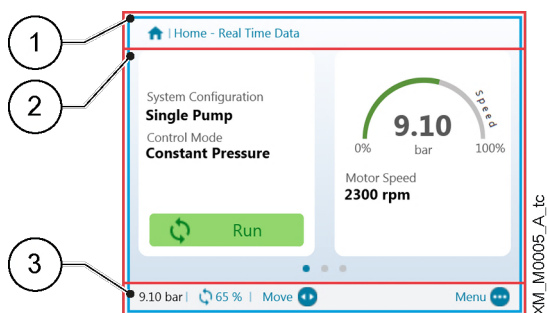 1
| Home - Real Time Data
2
System Configuration
Single Pump
Control Mode
Constant Pressure
Run
Speed
9.10
0% bar 100%
Motor Speed
2300 rpm
3
9.10 bar | 65 % | Move
Menu
XM_M0005_A_tc